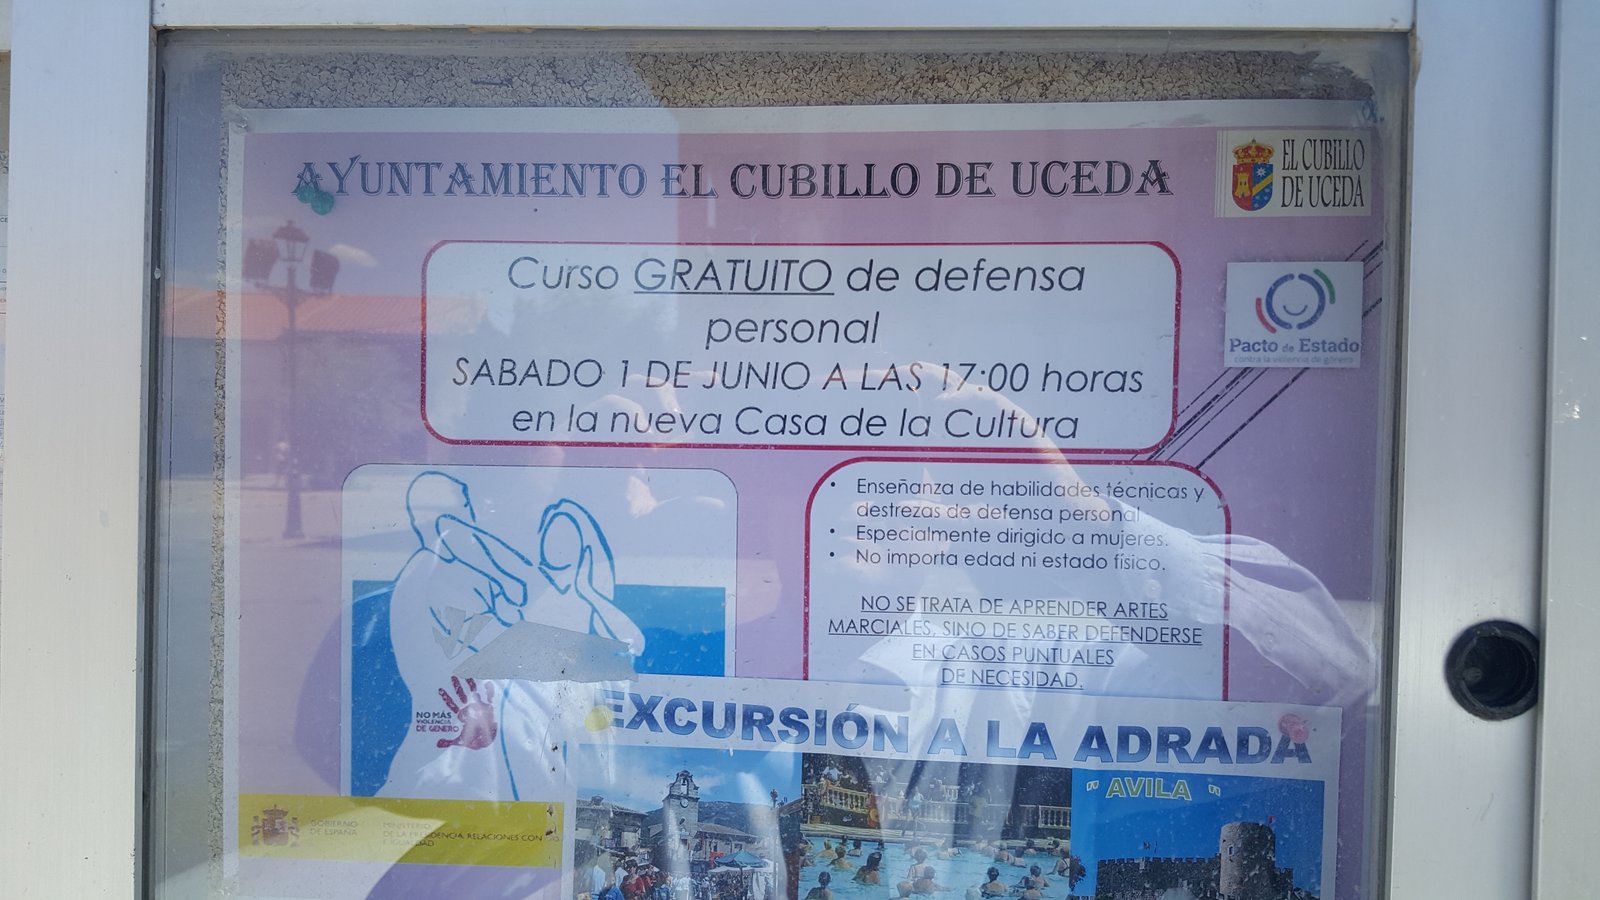 AYUNTAMIENTO EL CUBILLO DE UCEDA
EL CUBILLO
DE UCEDA
Curso GRATUITO de defensa
personal
SABADO 1 DE JUNIO A LAS 17:00 horas
en la nueva Casa de la Cultura
Pacto de Estado
contra la violencia de género
• Enseñanza de habilidades técnicas y
destrezas de defensa personal
• Especialmente dirigido a mujeres.
• No importa edad ni estado físico.
NO SE TRATA DE APRENDER ARTES
MARCIALES, SINO DE SABER DEFENDERSE
EN CASOS PUNTUALES
DE NECESIDAD.
NO MÁS
VIOLENCIA
DE GÉNERO
EXCURSIÓN A LA ADRADA
" AVILA "
GOBIERNO
DE ESPAÑA
MINISTERIO
DE LA PRESIDENCIA, RELACIONES CON
E IGUALDAD